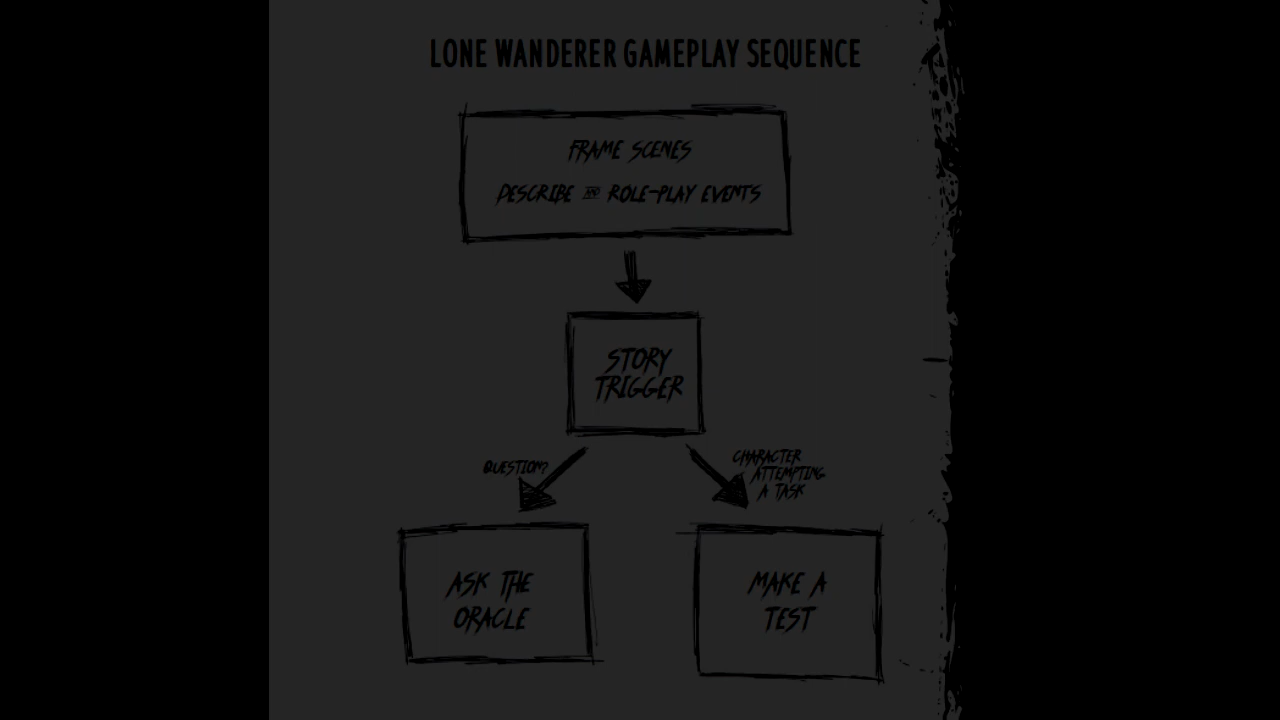 LONE WANDERER GAMEPLAY SEQUENCE
FRAME SCENES
DESCRIBE AND ROLE-PLAY EVENTS
STORY
TRIGGER
QUESTION?
CHARACTER
ATTEMPTING
A TASK
ASK THE
ORACLE
MAKE A
TEST